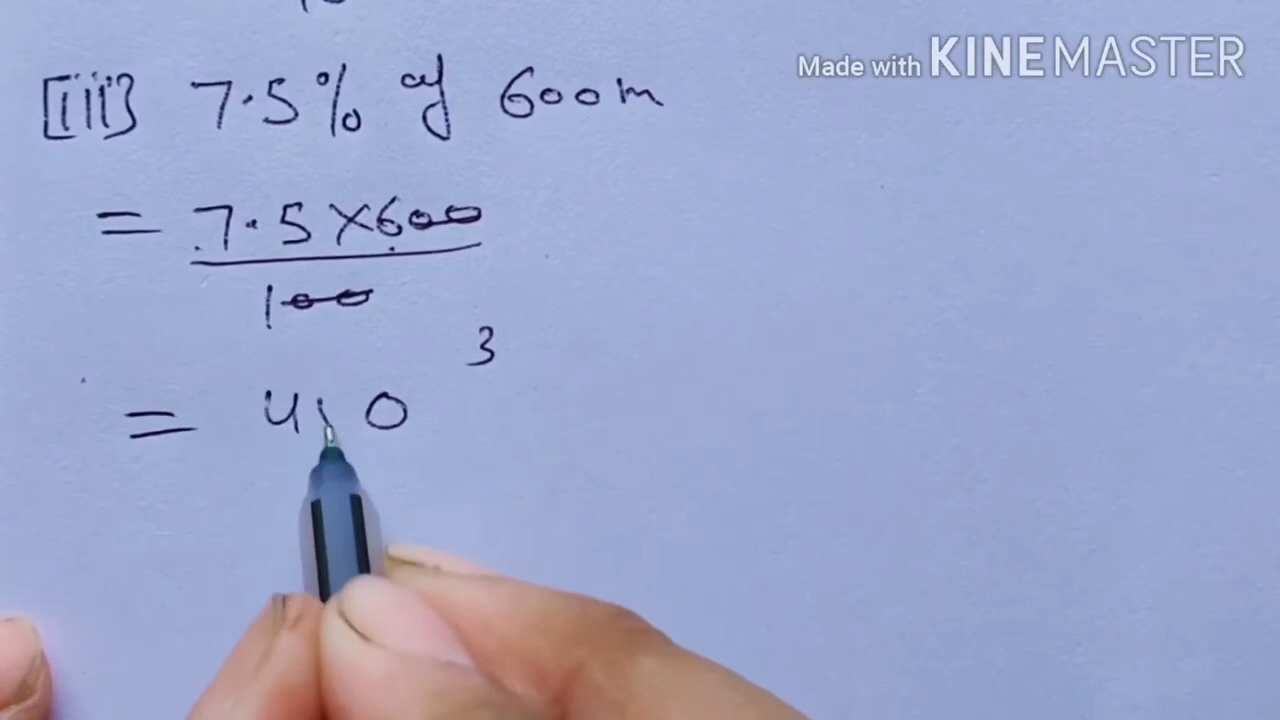 Made with KINEMASTER
[iii] 7.5% of 600m
= 7.5×600
100
3
= 4 0